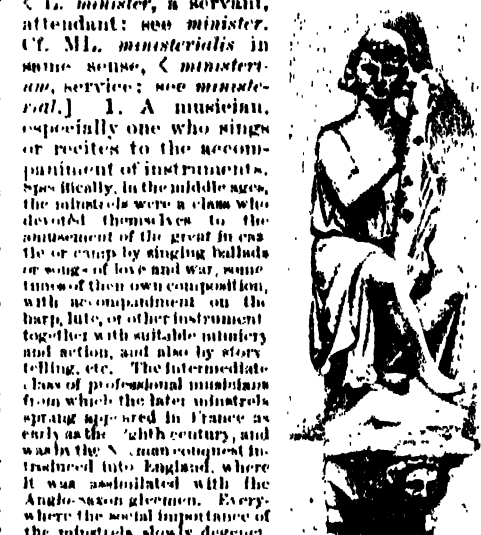 < L. minister, a servant,
attendant: see minister.
Cf. ML. ministerialis in
same sense, < ministeri-
um, service: see ministe-
rial.] 1. A musician,
especially one who sings
or recites to the accom-
paniment of instruments.
Specifically, in the middle ages,
the minstrels were a class who
devoted themselves to the
amusement of the great in cas-
tle or camp by singing ballads
or songs of love and war, some-
times of their own composition,
with accompaniment on the
harp, lute, or other instrument
together with suitable mimicry
and action, and also by story-
telling, etc. The intermediate
class of professional musicians
from which the later minstrels
sprang appeared in France as
early as the eighth century, and
was by the Norman conquest in-
troduced into England, where
it was assimilated with the
Anglo-saxon gleemen. Every-
where the social importance of
the minstrels slowly degener-